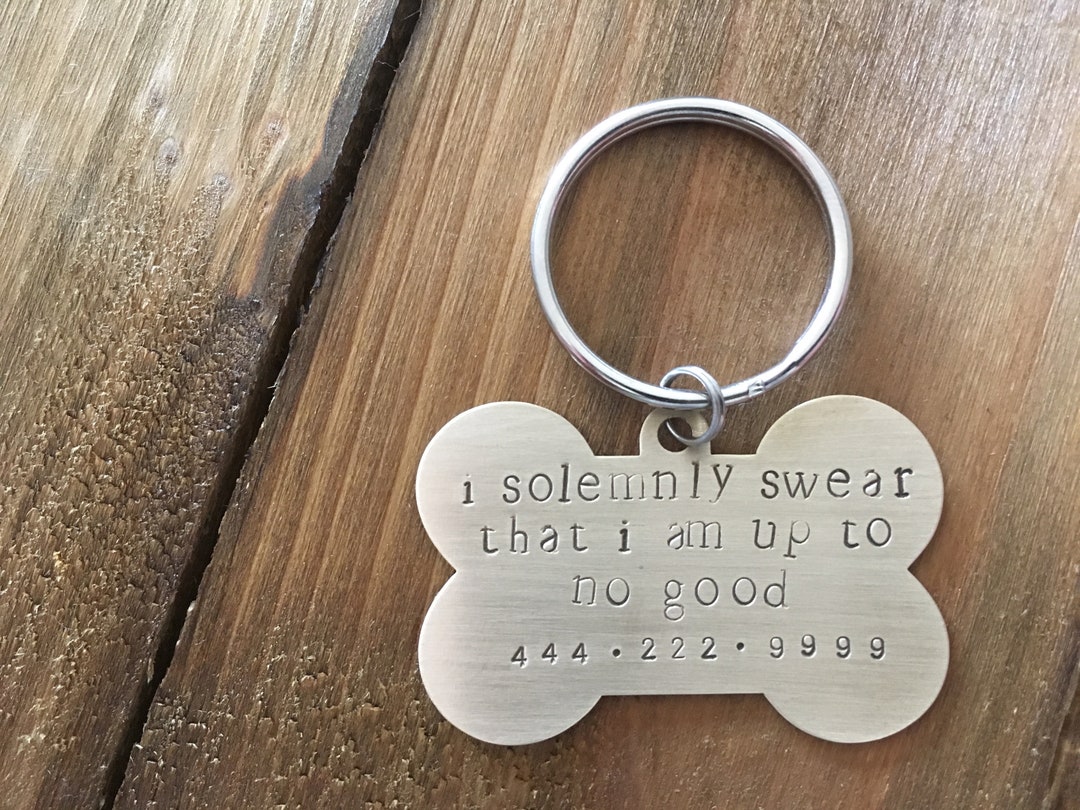 i solemnly swear
that i am up to
no good
444•222•9999